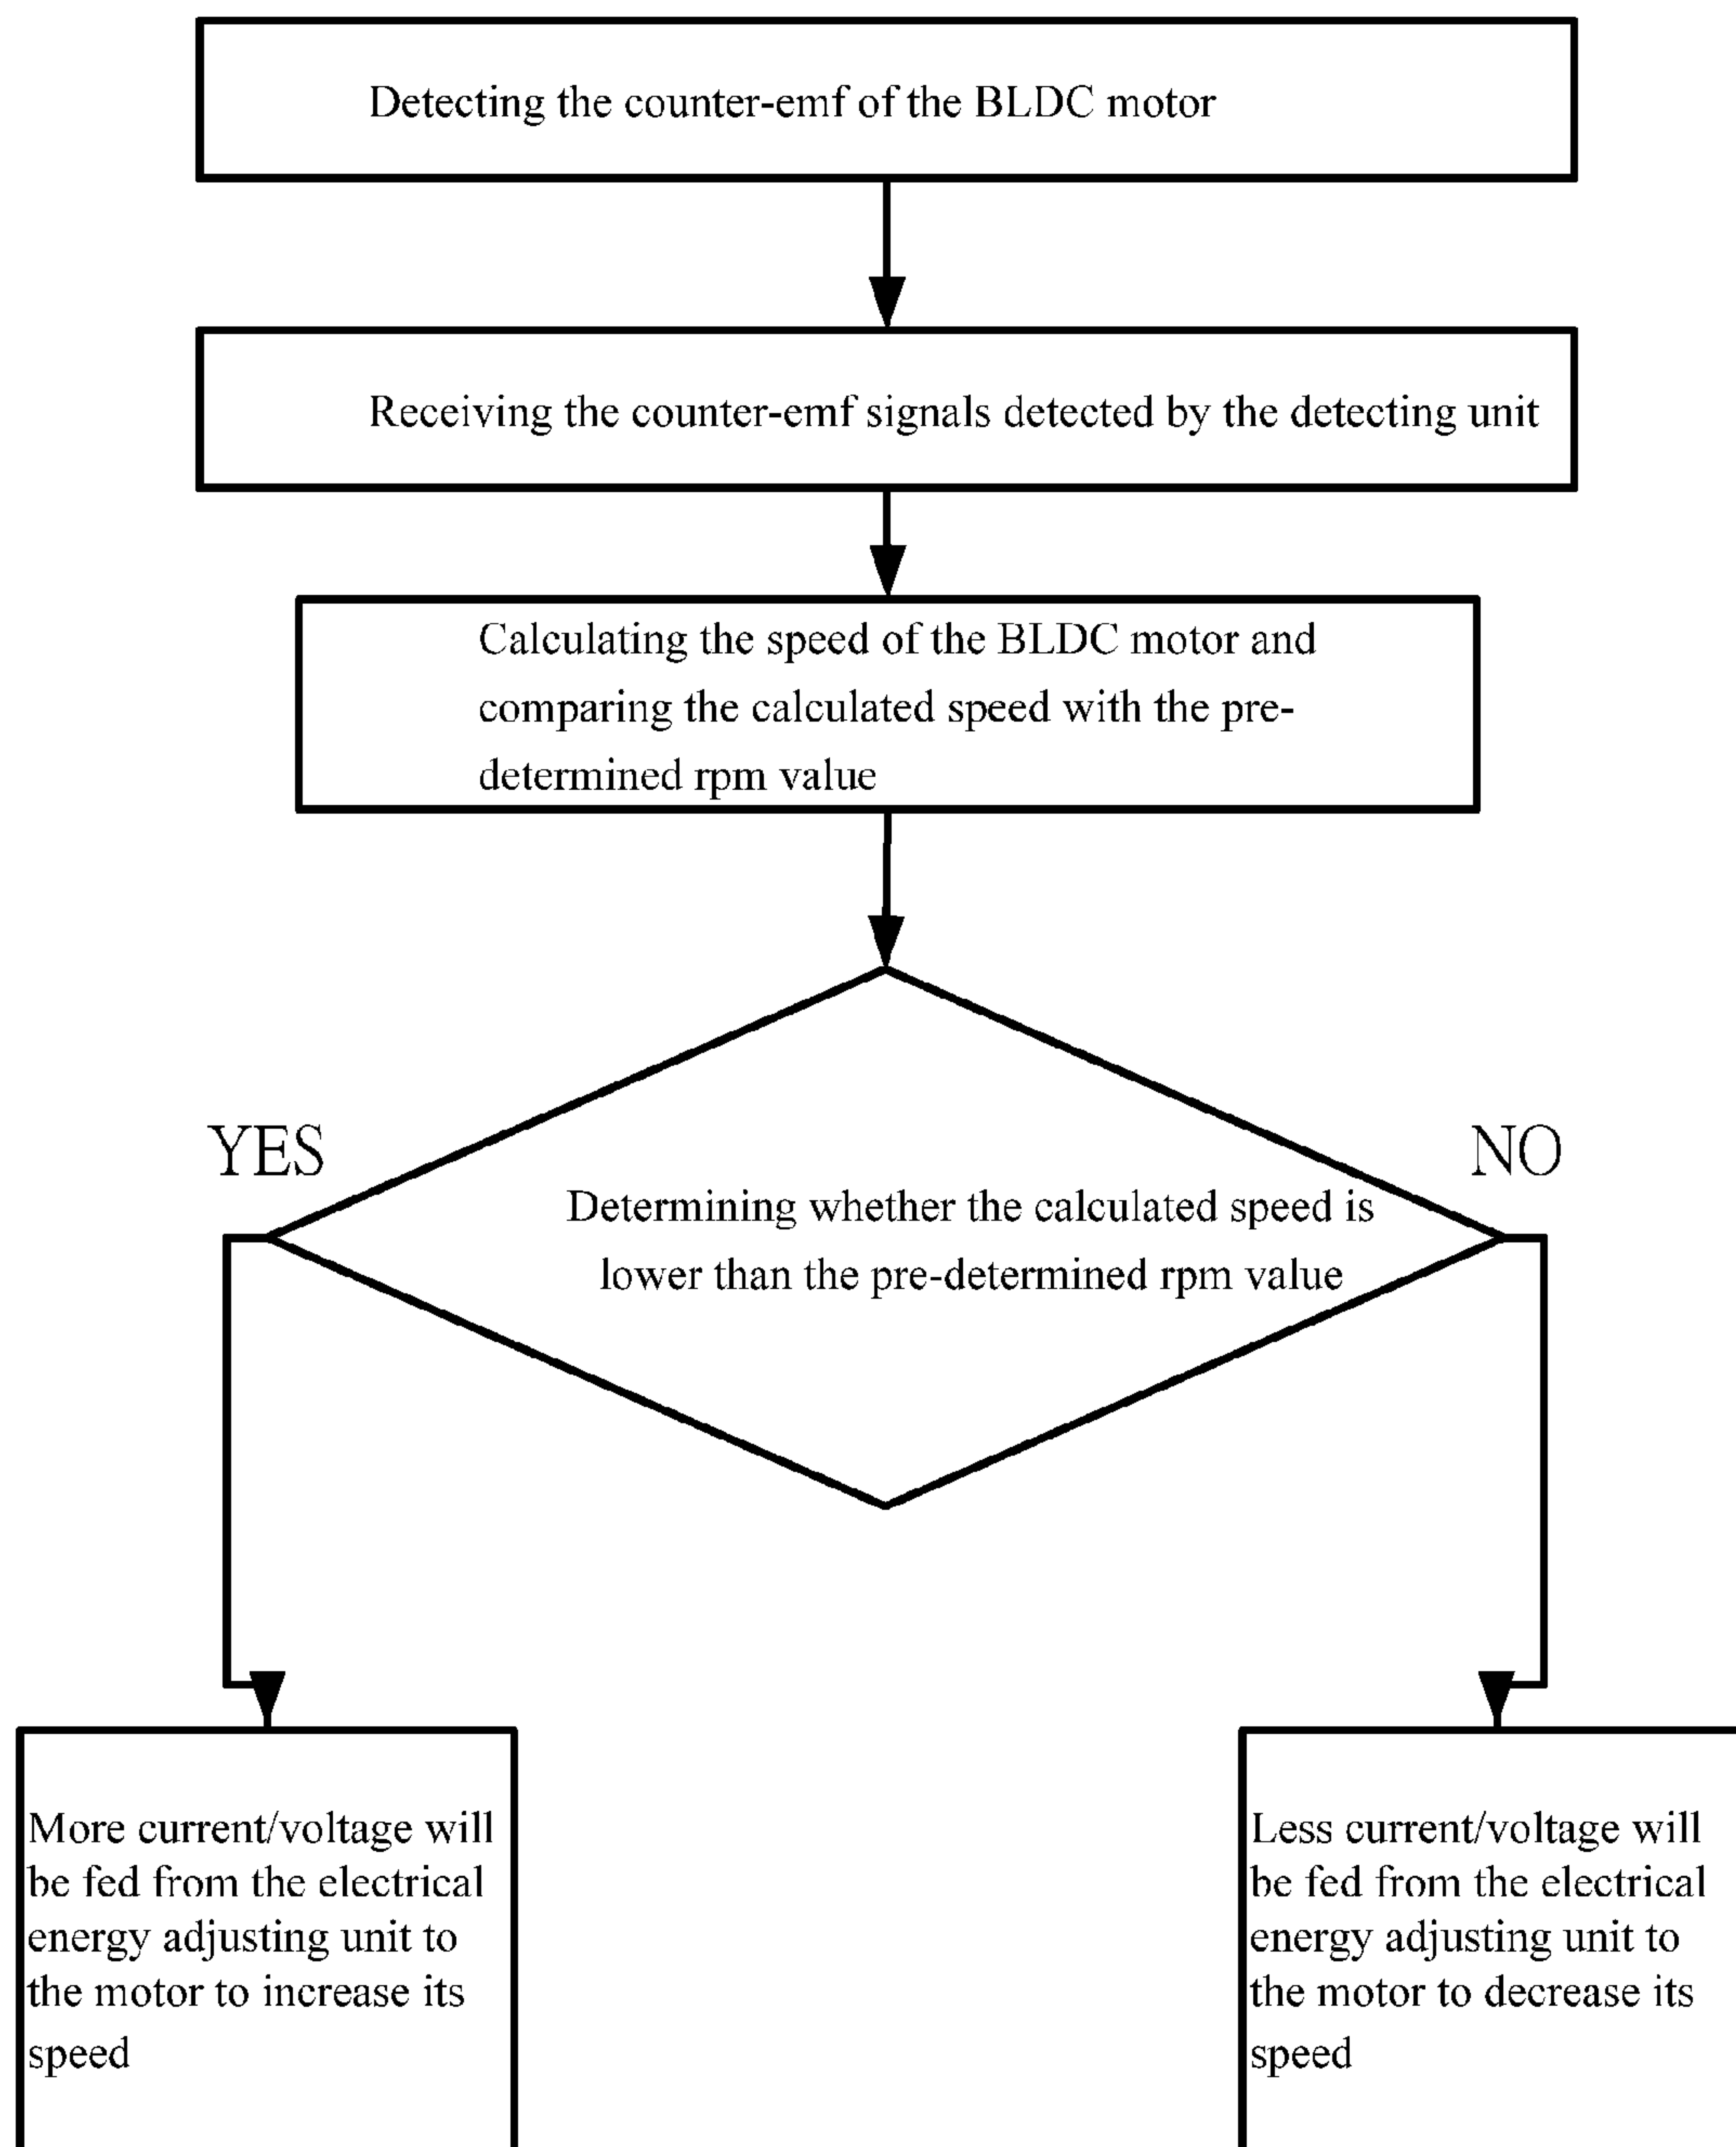 Detecting the counter-emf of the BLDC motor
Receiving the counter-emf signals detected by the detecting unit
Calculating the speed of the BLDC motor and
comparing the calculated speed with the pre-
determined rpm value
YES
NO
Determining whether the calculated speed is
lower than the pre-determined rpm value
More current/voltage will
be fed from the electrical
energy adjusting unit to
the motor to increase its
speed
Less current/voltage will
be fed from the electrical
energy adjusting unit to
the motor to decrease its
speed